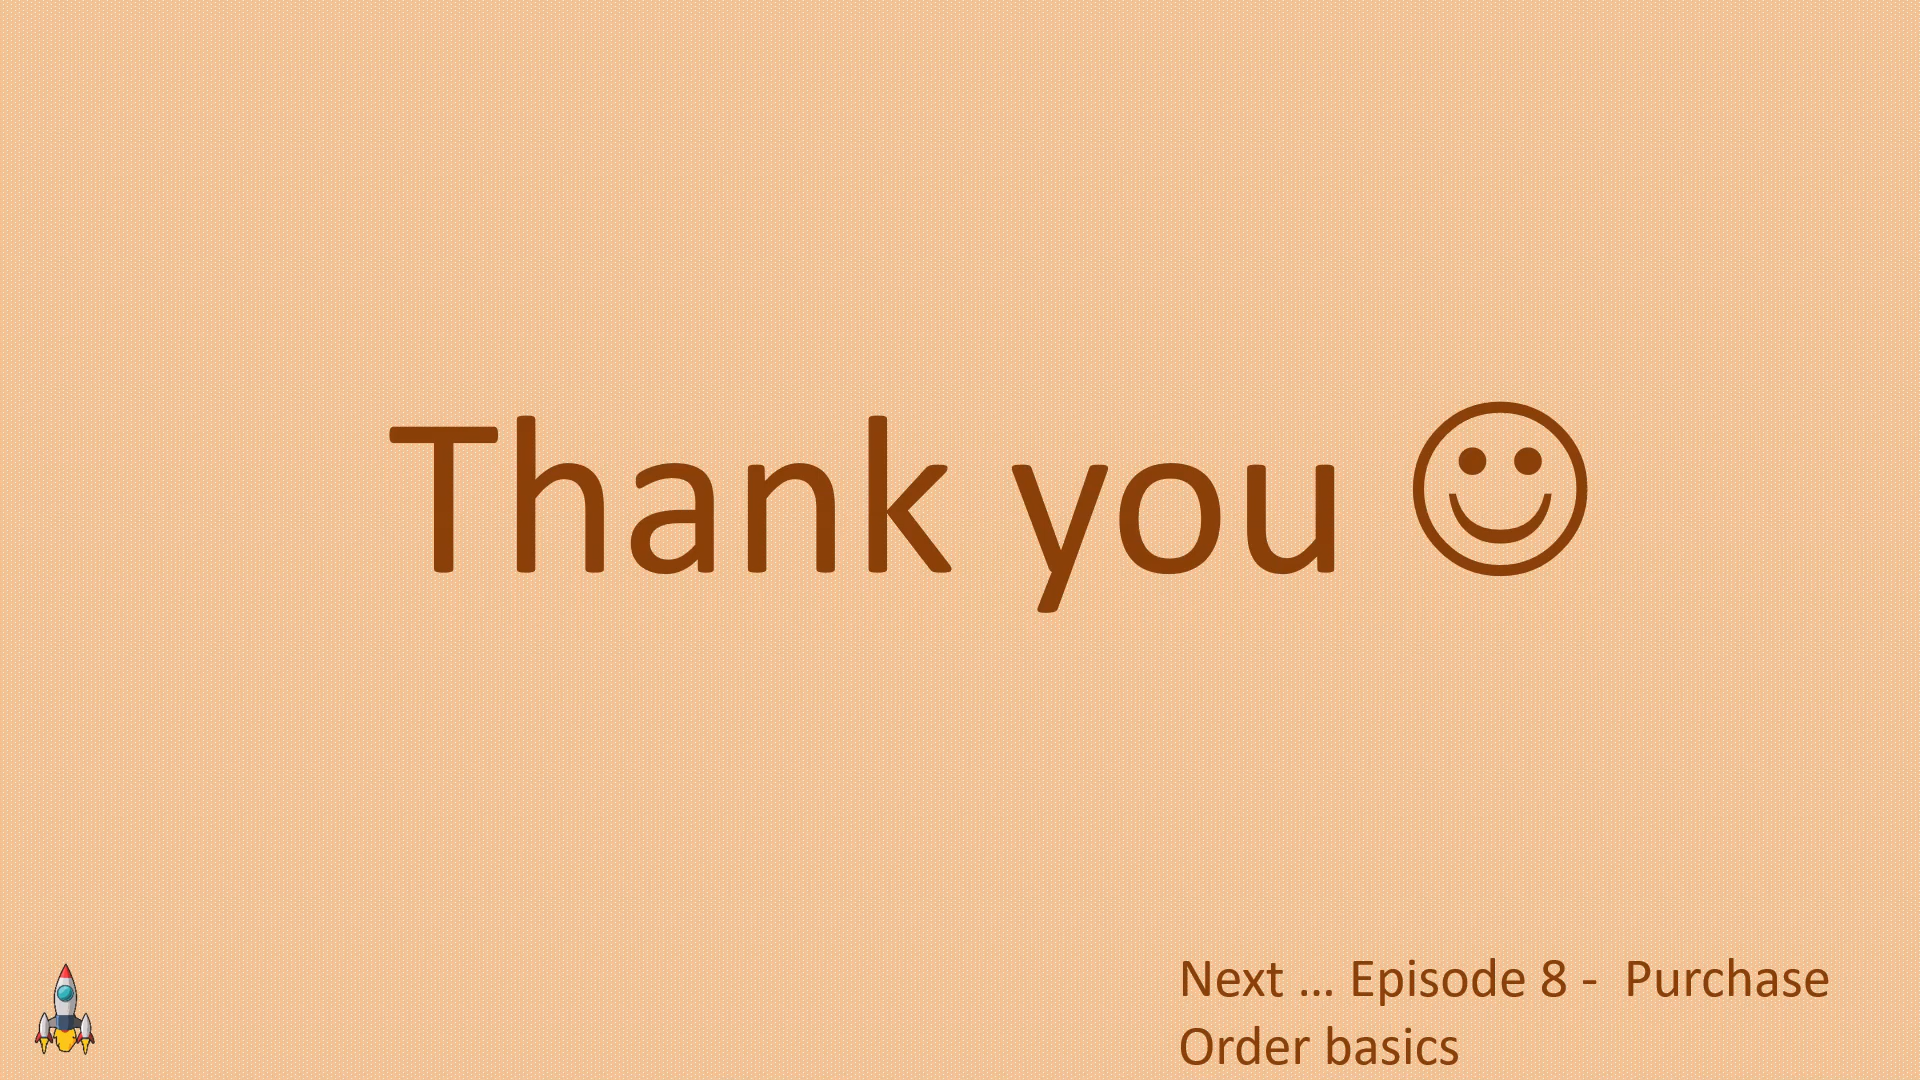 Thank you ☺
Next ... Episode 8 -  Purchase
Order basics